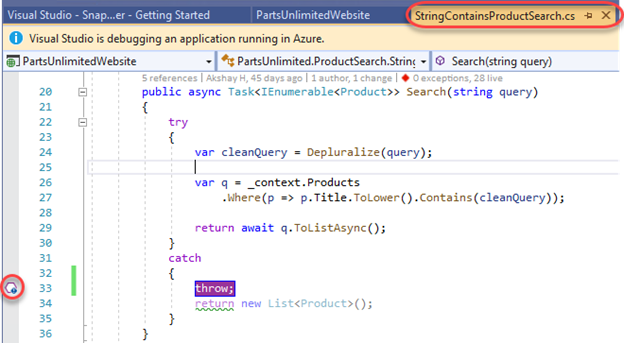 Visual Studio - Snap...er - Getting Started PartsUnlimitedWebsite StringContainsProductSearch.cs
Visual Studio is debugging an application running in Azure.
PartsUnlimitedWebsite PartsUnlimited.ProductSearch.String Search(string query)
5 references | Akshay H, 45 days ago | 1 author, 1 change | 0 exceptions, 28 live
20 public async Task<IEnumerable<Product>> Search(string query)
21 {
22 try
23 {
24 var cleanQuery = Depluralize(query);
25
26 var q = _context.Products
27 .Where(p => p.Title.ToLower().Contains(cleanQuery));
28
29 return await q.ToListAsync();
30 }
31 catch
32 {
33 throw;
34 return new List<Product>();
35 }
36 }